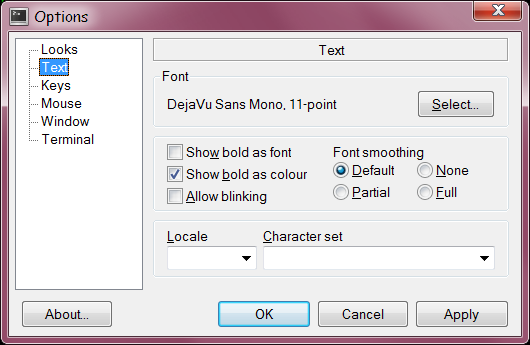 Options
Looks
Text
Keys
Mouse
Window
Terminal
Text
Font
DejaVu Sans Mono, 11-point
Select...
Show bold as font
Show bold as colour
Allow blinking
Font smoothing
Default
None
Partial
Full
Locale
Character set
About...
OK
Cancel
Apply